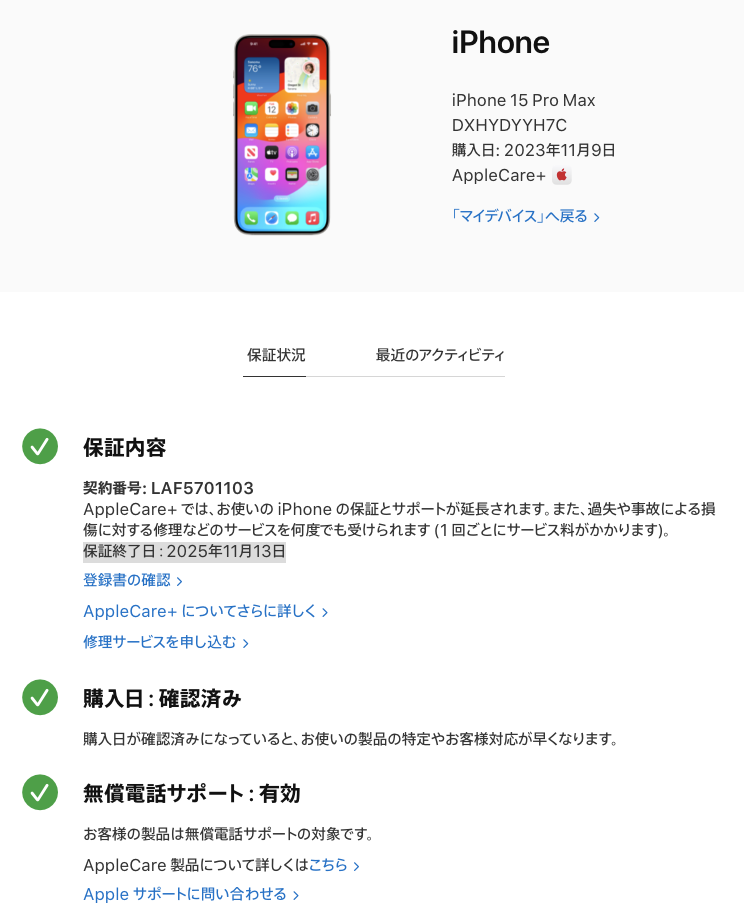 iPhone
iPhone 15 Pro Max
DXHYDYYH7C
購入日: 2023年11月9日
AppleCare+
「マイデバイス」へ戻る >
保証状況
最近のアクティビティ
保証内容
契約番号: LAF5701103
AppleCare+ では、お使いの iPhone の保証とサポートが延長されます。また、過失や事故による損
傷に対する修理などのサービスを何度でも受けられます (1 回ごとにサービス料がかかります)。
保証終了日 : 2025年11月13日
登録書の確認 >
AppleCare+ についてさらに詳しく >
修理サービスを申し込む >
購入日 : 確認済み
購入日が確認済みになっていると、お使いの製品の特定やお客様対応が早くなります。
無償電話サポート : 有効
お客様の製品は無償電話サポートの対象です。
AppleCare 製品について詳しくはこちら >
Apple サポートに問い合わせる >